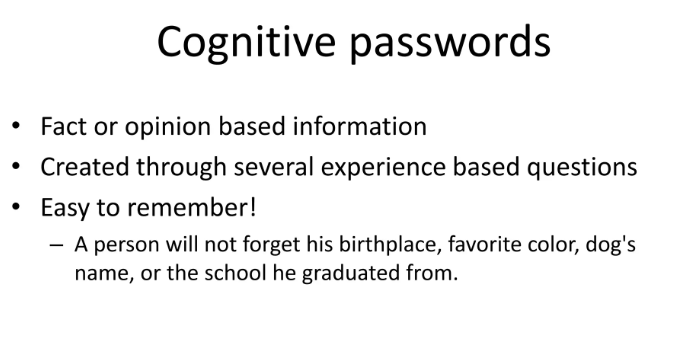 Cognitive passwords
• Fact or opinion based information
• Created through several experience based questions
• Easy to remember!
– A person will not forget his birthplace, favorite color, dog's
name, or the school he graduated from.